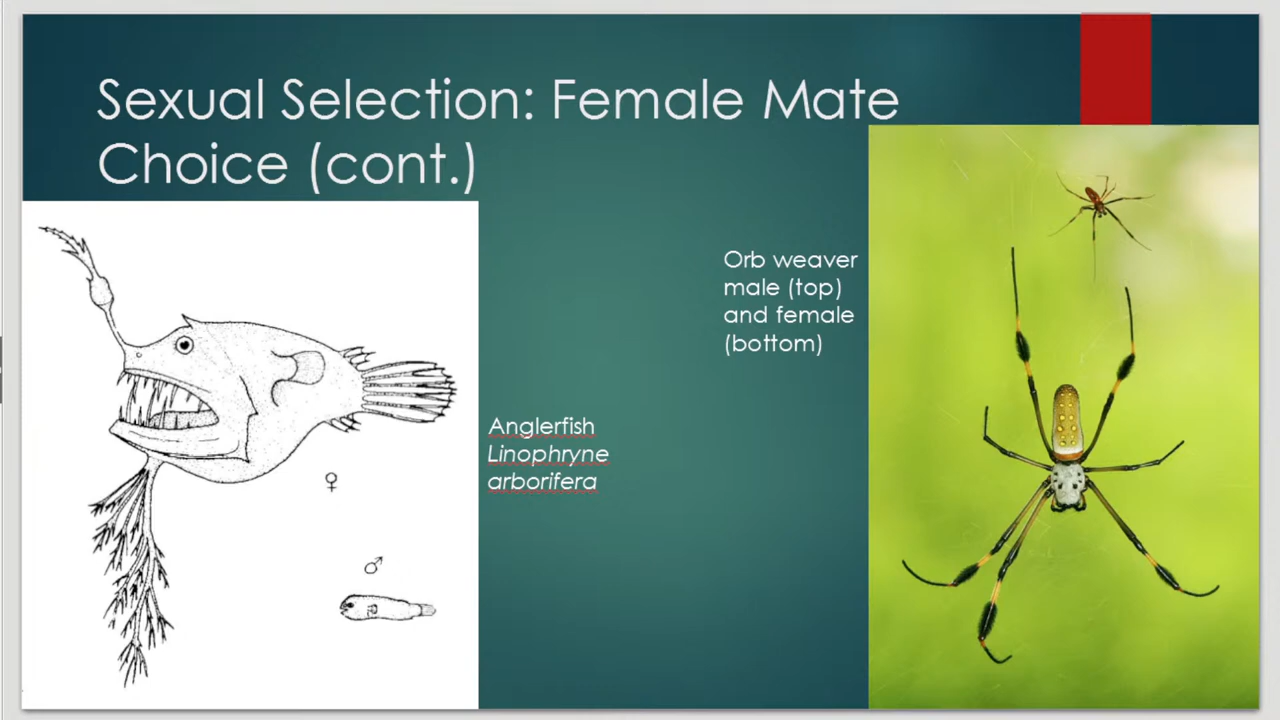 Sexual Selection: Female Mate
Choice (cont.)
Orb weaver
male (top)
and female
(bottom)
Anglerfish
Linophryne
arborifera
♀
♂